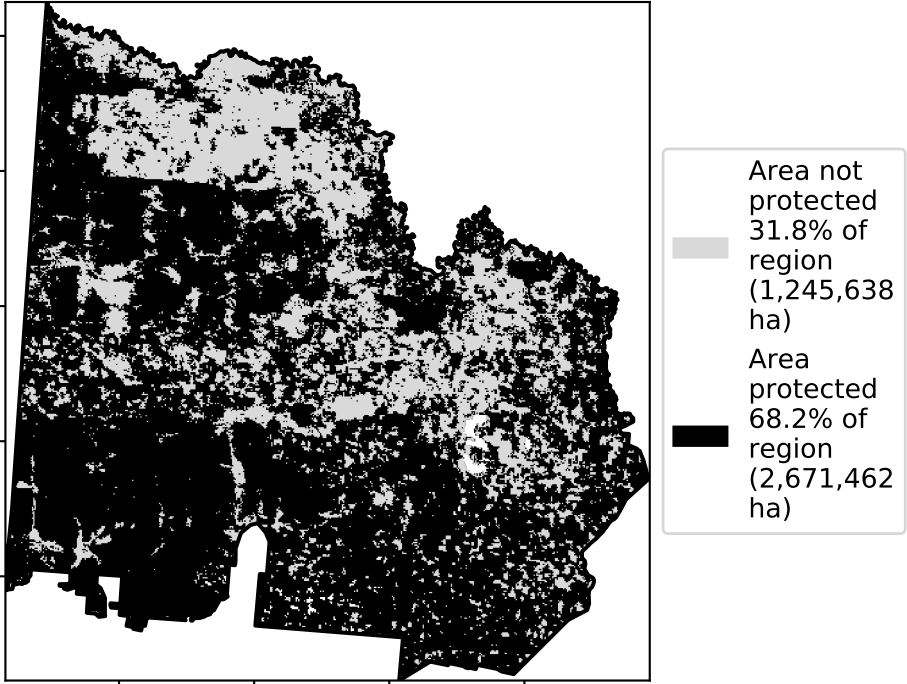 Area not
protected
31.8% of
region
(1,245,638
ha)
Area
protected
68.2% of
region
(2,671,462
ha)